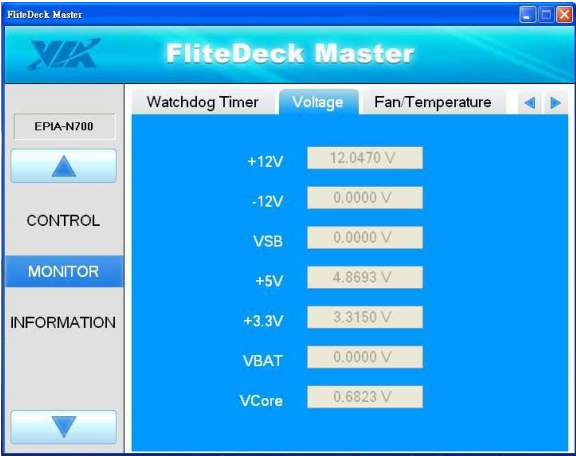 FliteDeck Master
VIA FliteDeck Master
Watchdog Timer Voltage Fan/Temperature
EPIA-N700
CONTROL
MONITOR
INFORMATION
+12V 12.0470 V
-12V 0.0000 V
VSB 0.0000 V
+5V 4.8693 V
+3.3V 3.3150 V
VBAT 0.0000 V
VCore 0.6823 V